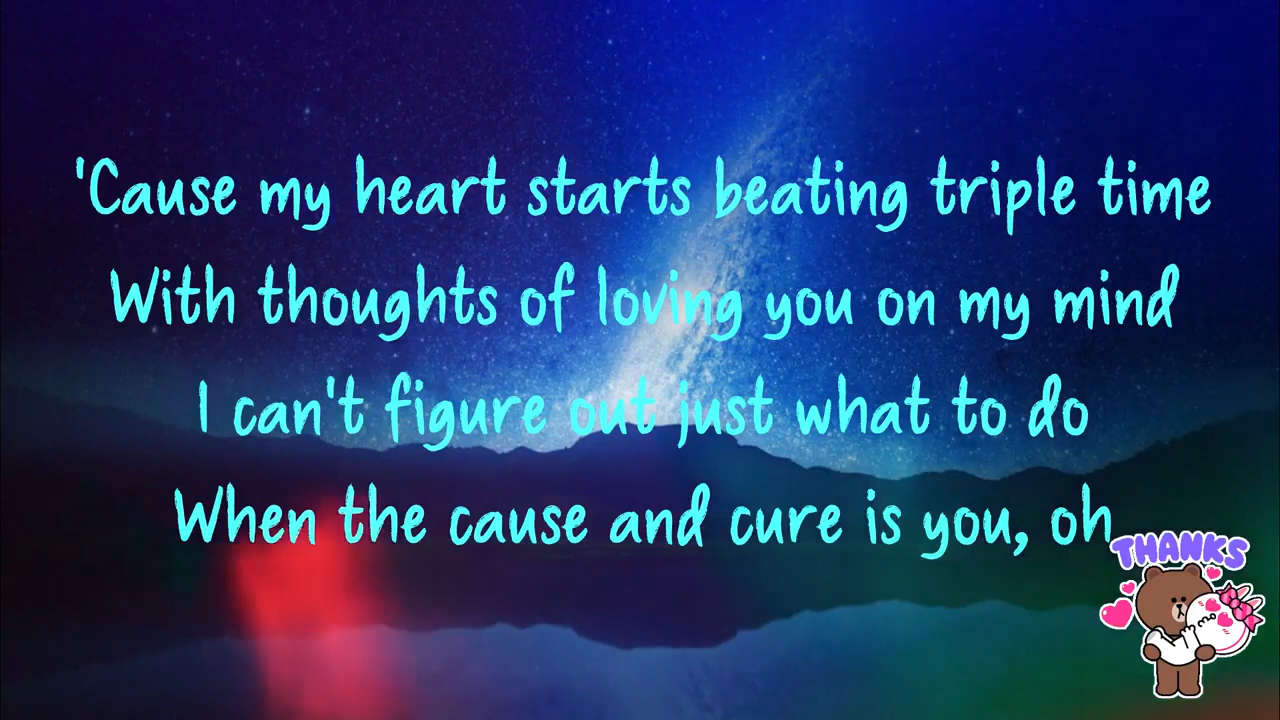 'Cause my heart starts beating triple time
With thoughts of loving you on my mind
I can't figure out just what to do
When the cause and cure is you, oh
THANKS